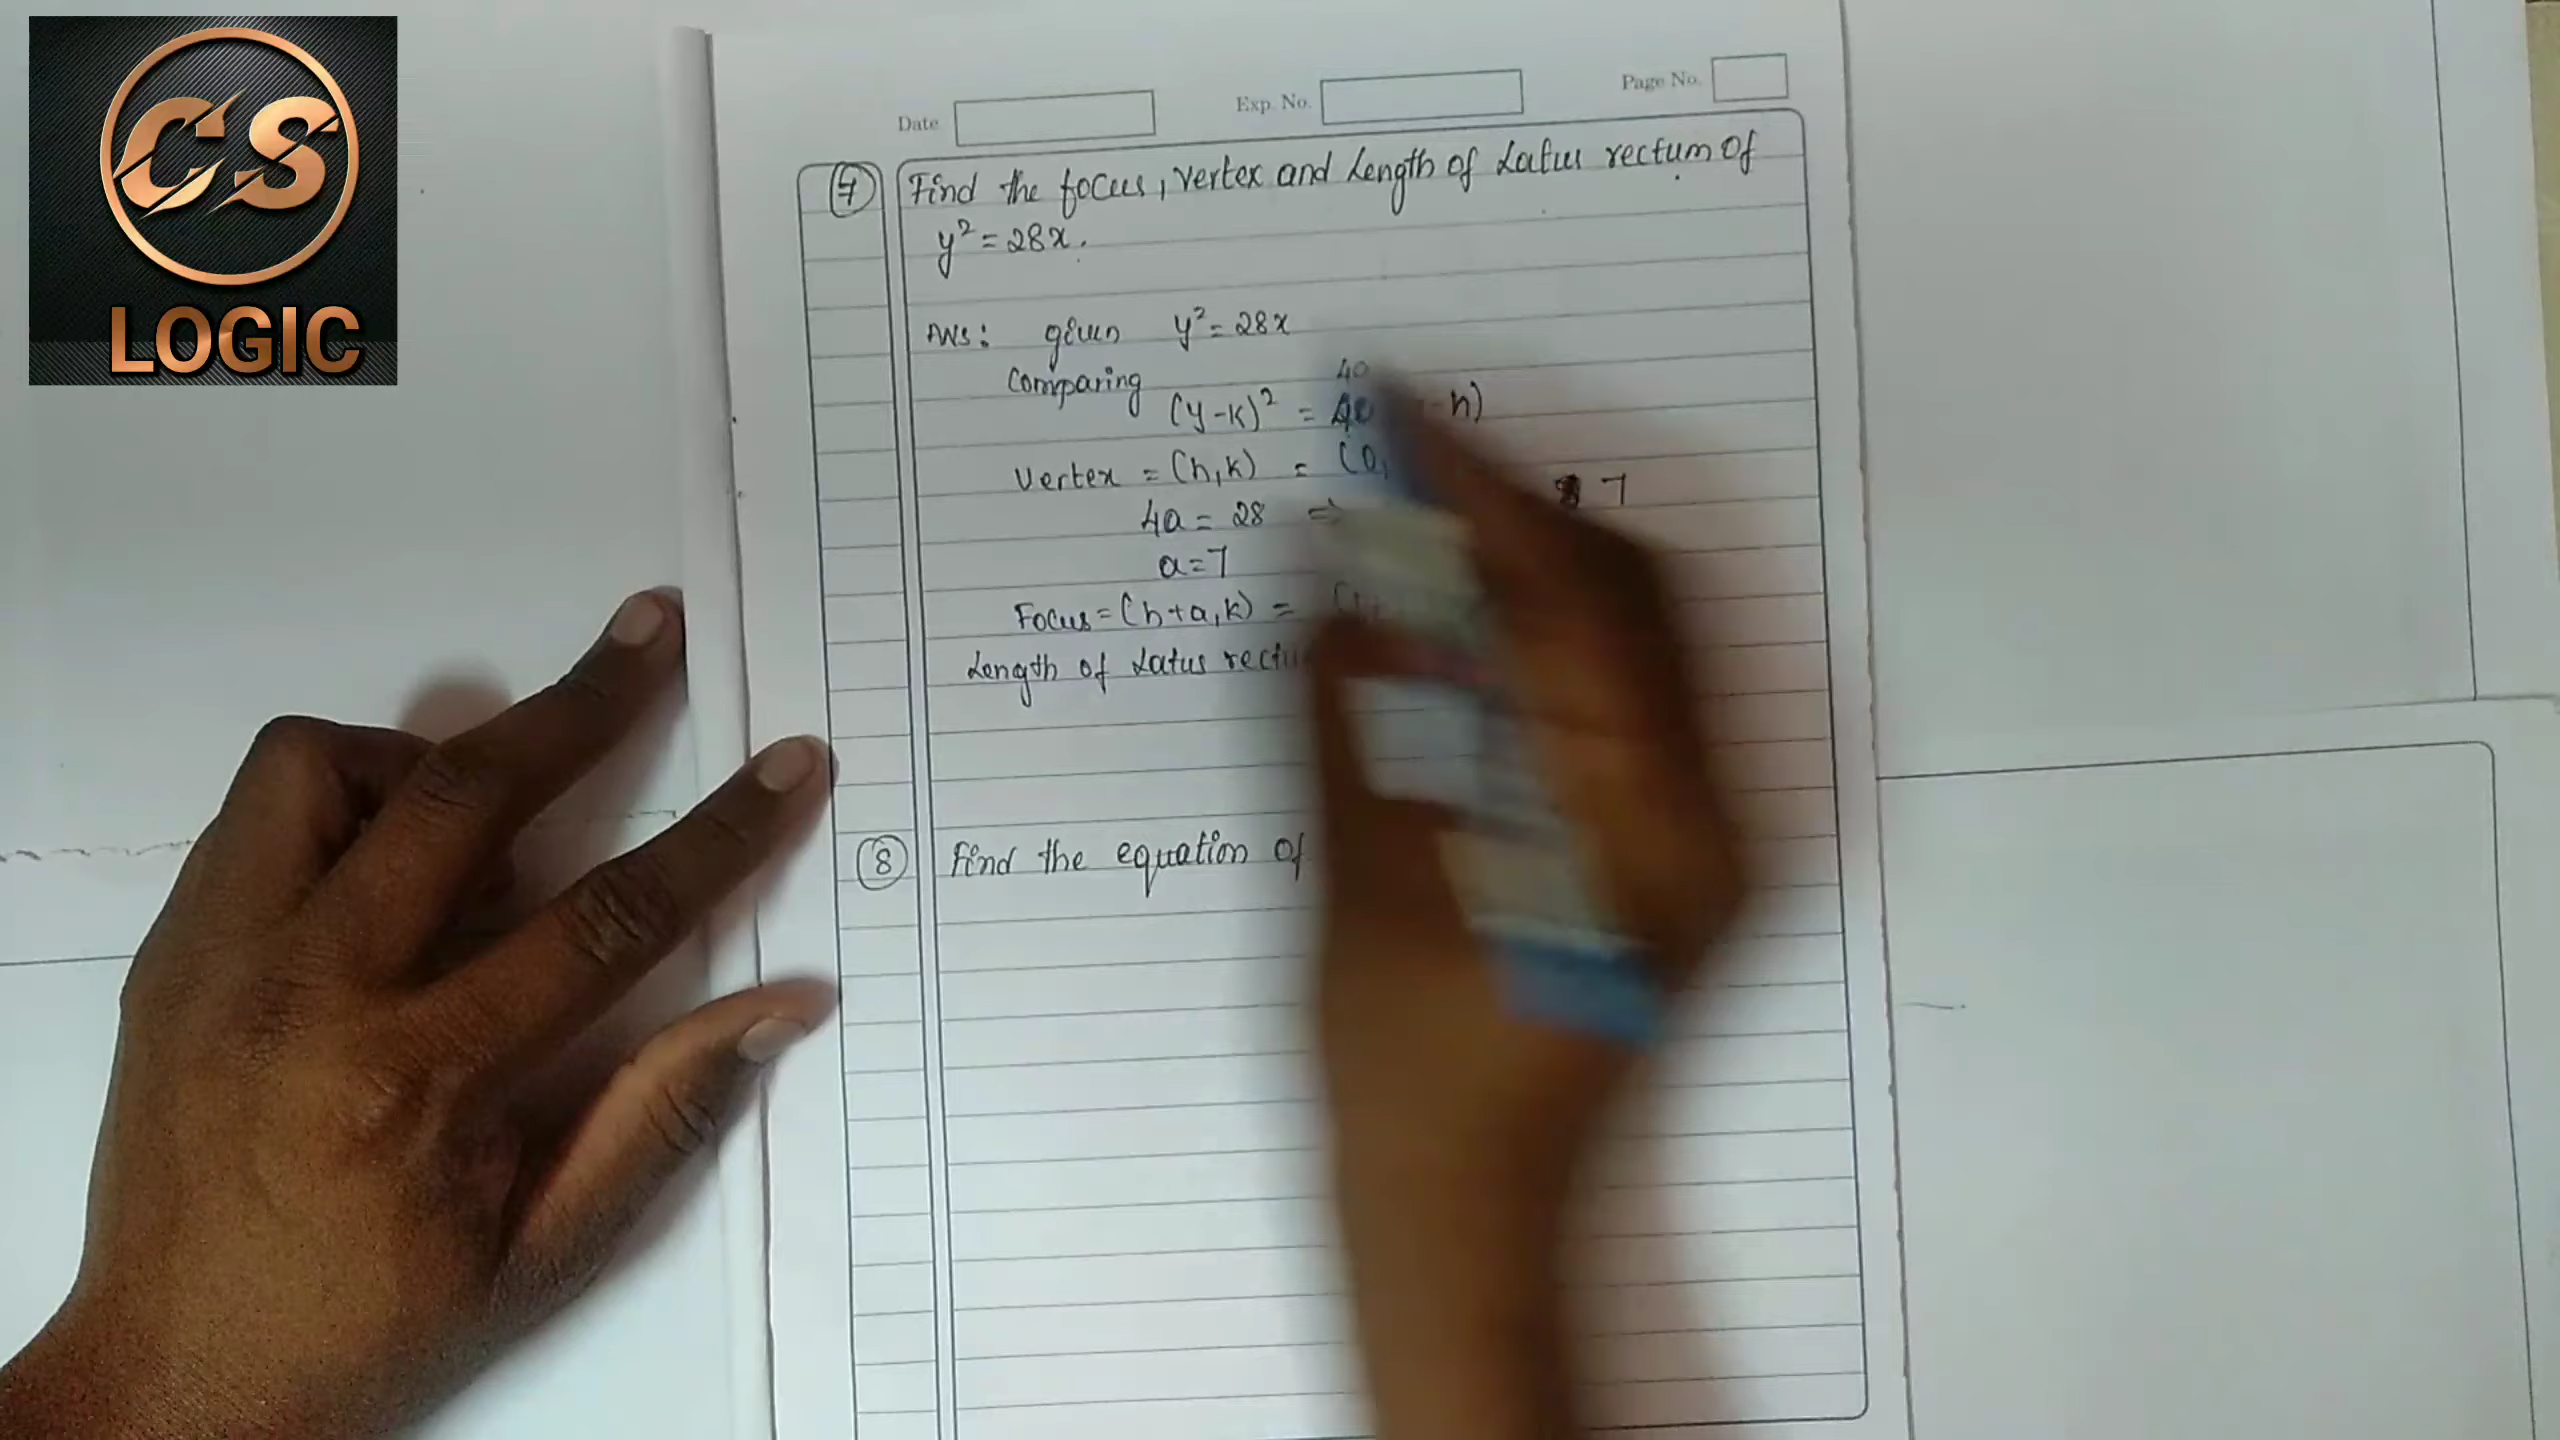 CS
LOGIC
Date
Exp. No.
Page No.
7 Find the focus, vertex and Length of Latus rectum of
y² = 28x.
Ans: given y² = 28x
Comparing
4a
(y-k)² = h)
Vertex = (h,k) = (0,
7
4a = 28 ⇒
a=7
Focus = (h+a,k) =
Length of Latus
8 Find the equation of